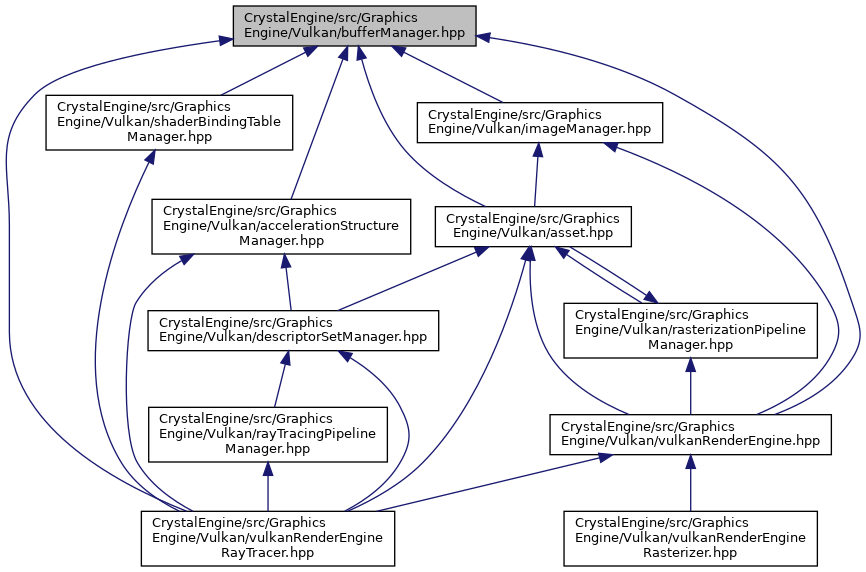 CrystalEngine/src/Graphics
Engine/Vulkan/bufferManager.hpp
CrystalEngine/src/Graphics
Engine/Vulkan/shaderBindingTable
Manager.hpp
CrystalEngine/src/Graphics
Engine/Vulkan/imageManager.hpp
CrystalEngine/src/Graphics
Engine/Vulkan/accelerationStructure
Manager.hpp
CrystalEngine/src/Graphics
Engine/Vulkan/asset.hpp
CrystalEngine/src/Graphics
Engine/Vulkan/descriptorSetManager.hpp
CrystalEngine/src/Graphics
Engine/Vulkan/rasterizationPipeline
Manager.hpp
CrystalEngine/src/Graphics
Engine/Vulkan/rayTracingPipeline
Manager.hpp
CrystalEngine/src/Graphics
Engine/Vulkan/vulkanRenderEngine.hpp
CrystalEngine/src/Graphics
Engine/Vulkan/vulkanRenderEngine
RayTracer.hpp
CrystalEngine/src/Graphics
Engine/Vulkan/vulkanRenderEngine
Rasterizer.hpp